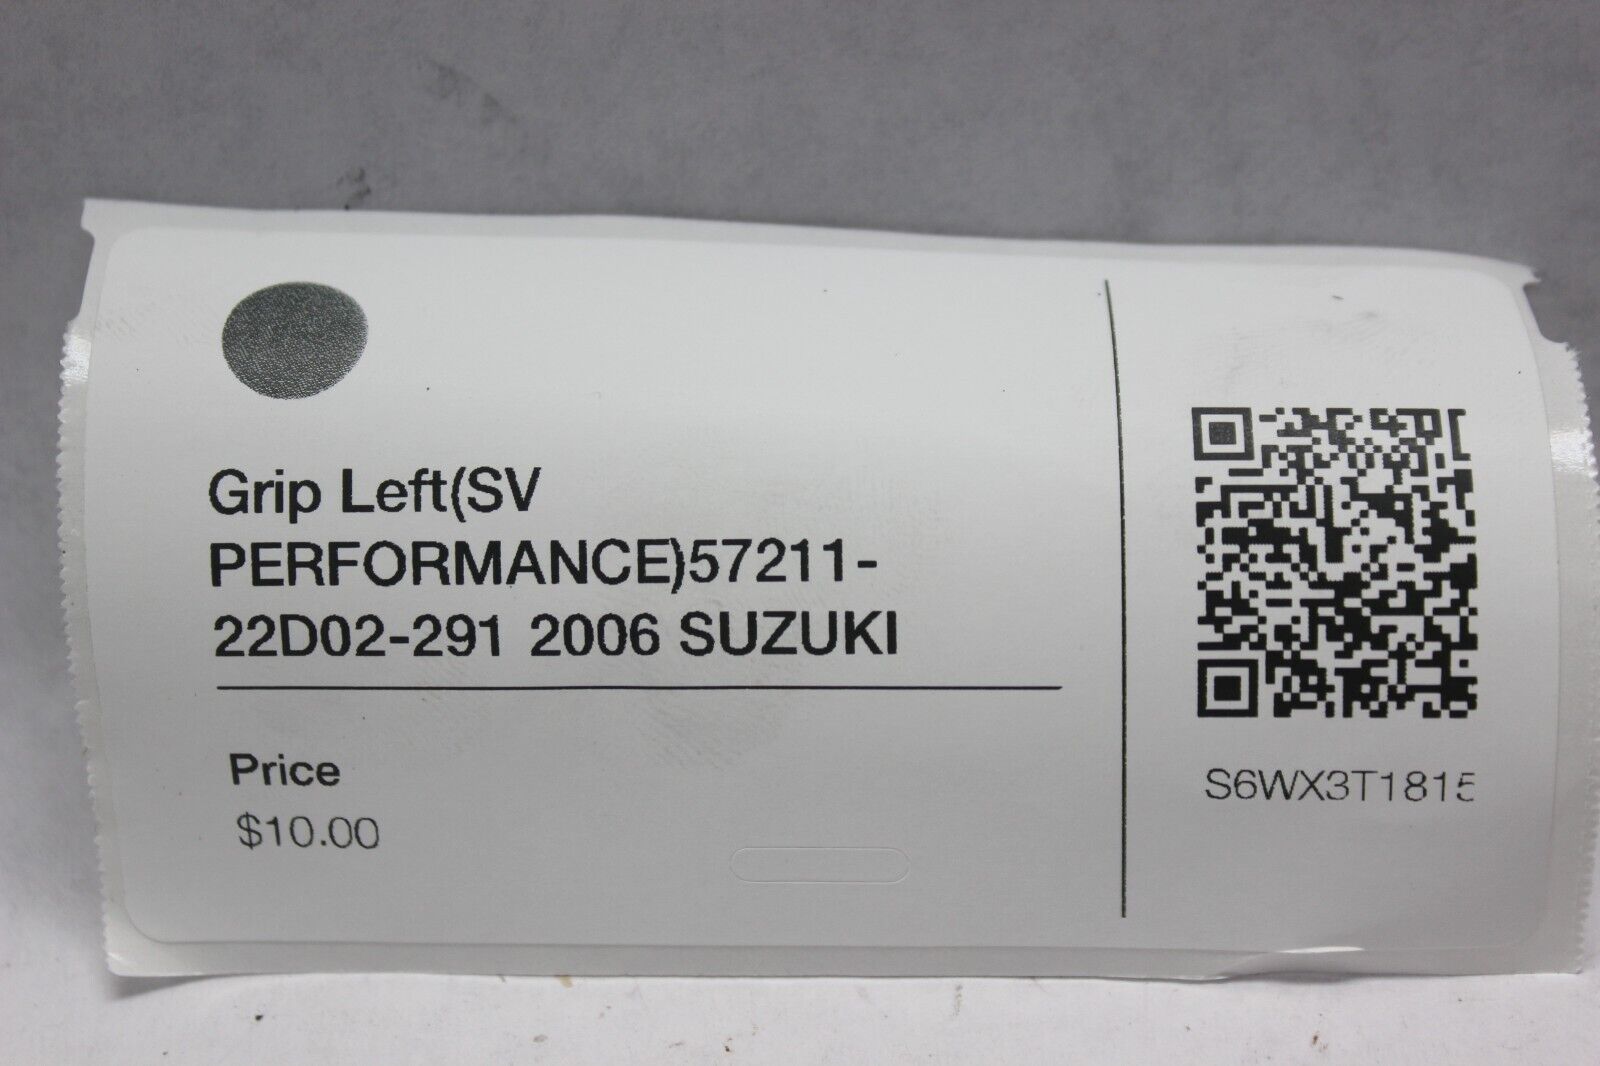 Grip Left(SV
PERFORMANCE)57211-
22D02-291 2006 SUZUKI
Price
$10.00
S6WX3T1815